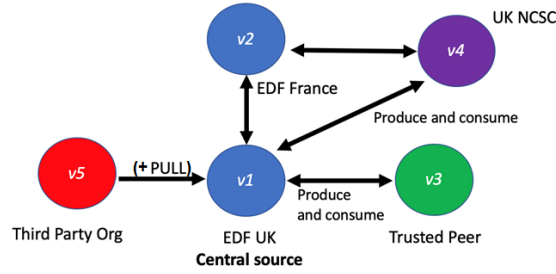 UK NCSC
v2
v4
EDF France
Produce and consume
(+ PULL)
v5
v1
v3
Produce
and consume
Third Party Org
EDF UK
Trusted Peer
Central source